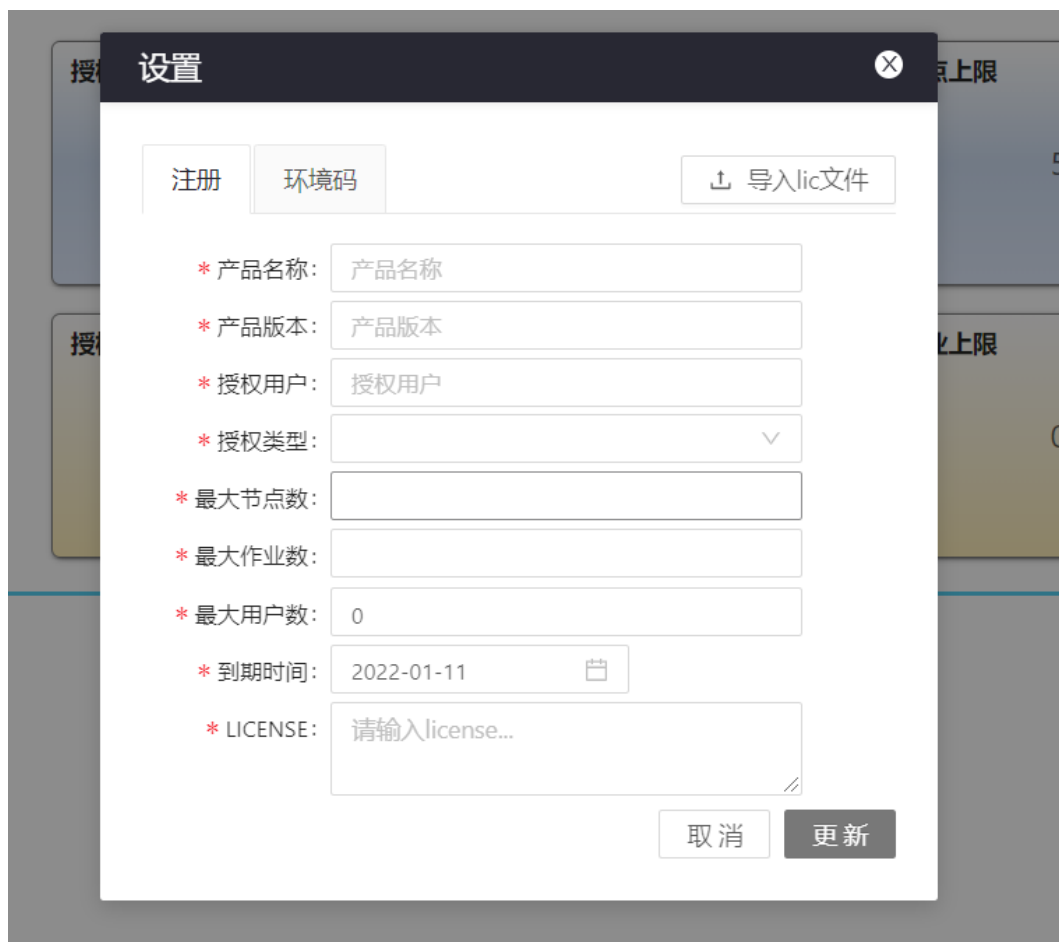 设置
点上限
注册
环境码
导入lic文件
* 产品名称:
产品名称
* 产品版本:
产品版本
* 授权用户:
授权用户
授
业上限
* 授权类型:
* 最大节点数:
* 最大作业数:
* 最大用户数:
0
* 到期时间:
2022-01-11
* LICENSE:
请输入license...
取消
更新